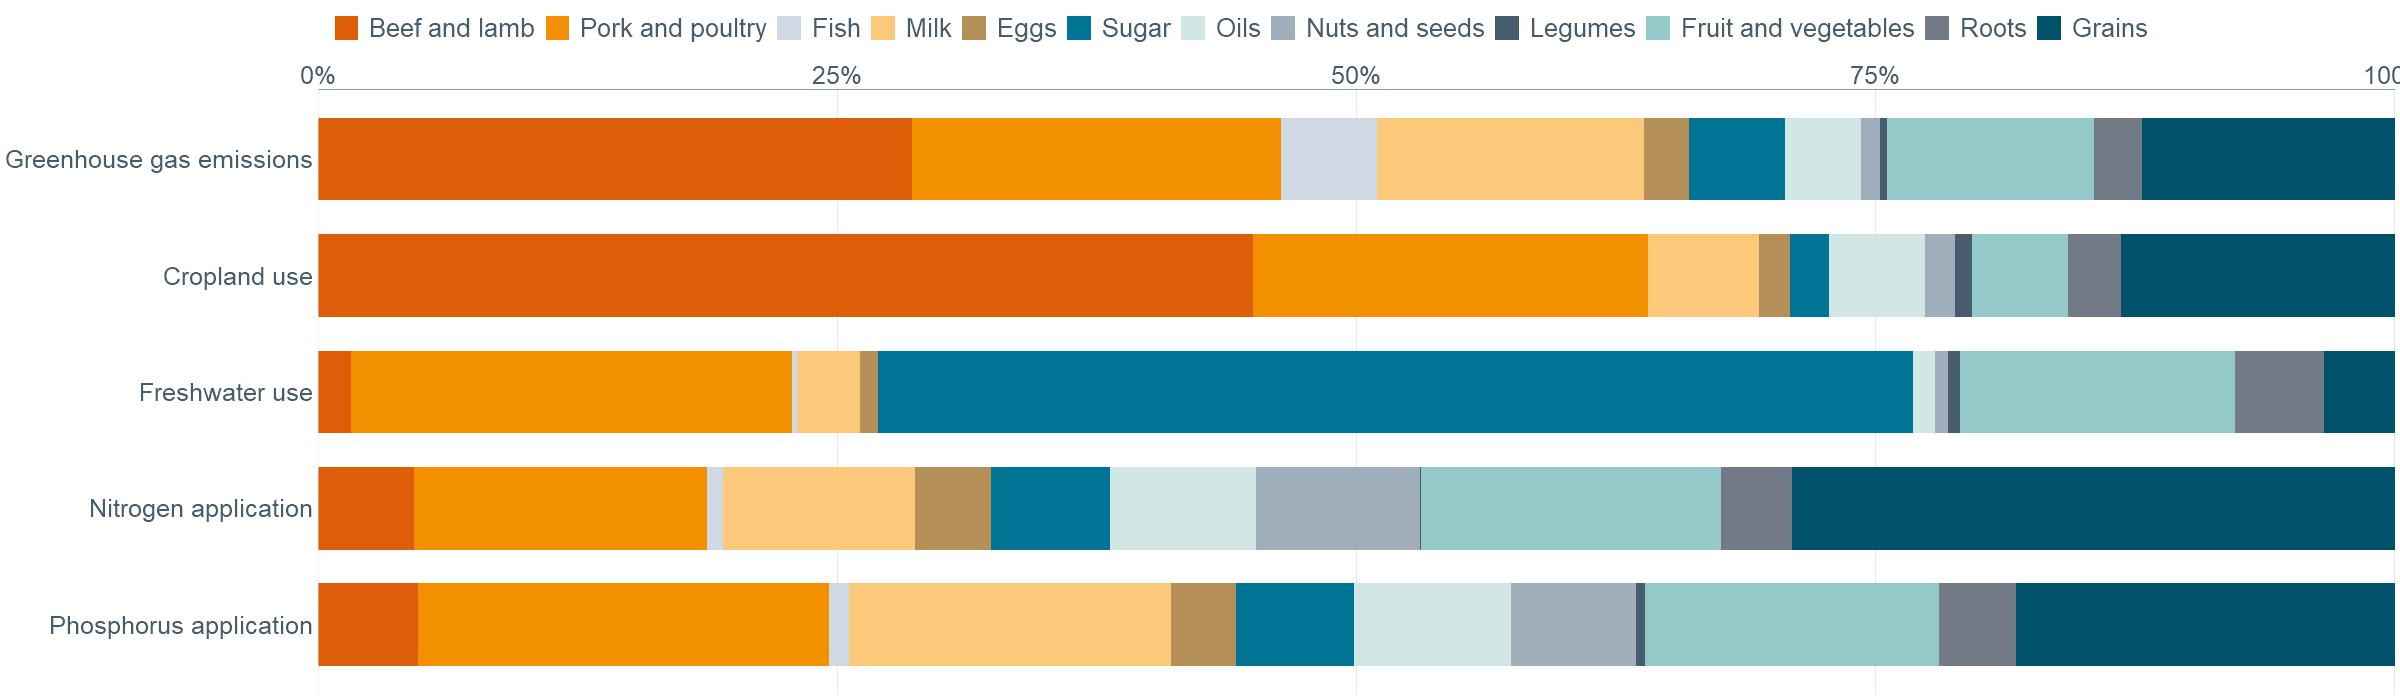 Beef and lamb Pork and poultry Fish Milk Eggs Sugar Oils Nuts and seeds Legumes Fruit and vegetables Roots Grains
0% 25% 50% 75% 100
Greenhouse gas emissions
Cropland use
Freshwater use
Nitrogen application
Phosphorus application